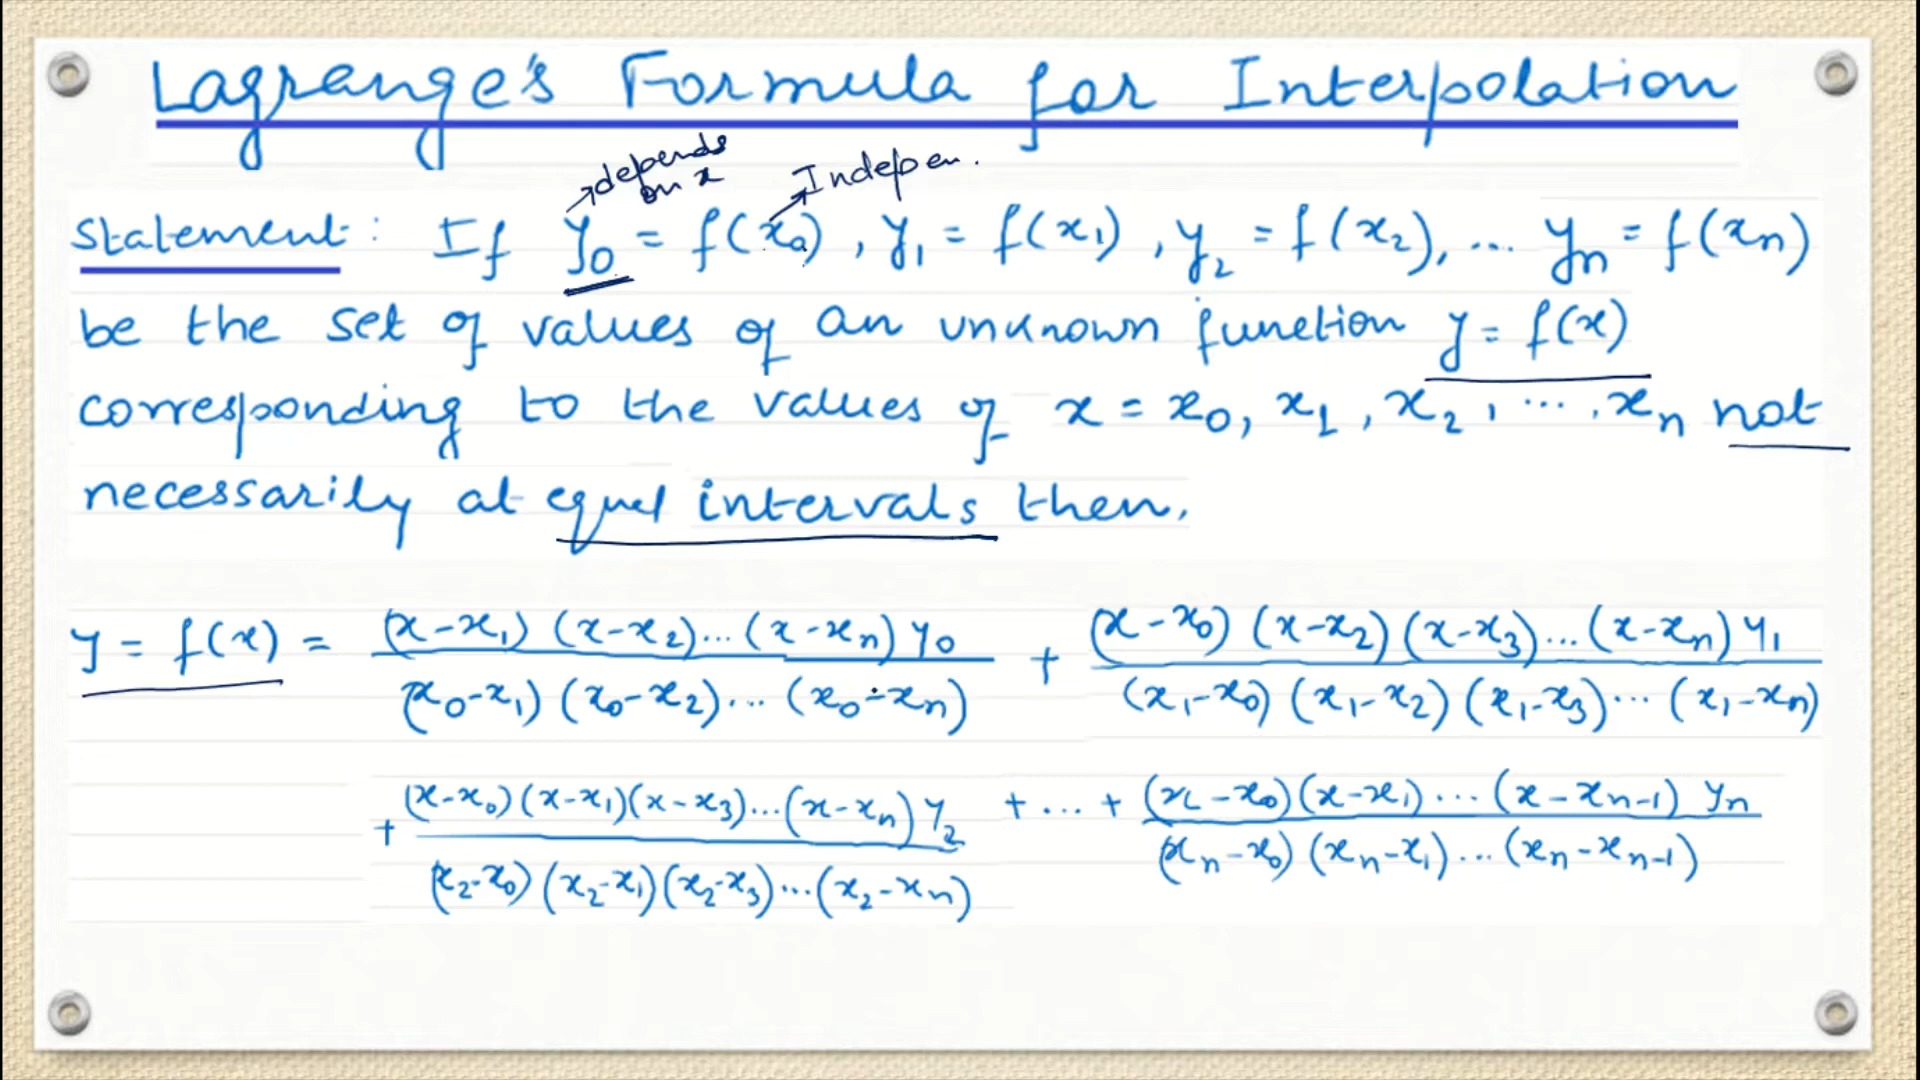 Lagrange's Formula for Interpolation
depends on x
Indepen.
Statement: If y₀ = f(x₀), y₁ = f(x₁), y₂ = f(x₂), ... yₙ = f(xₙ)
be the set of values of an unknown function y = f(x)
corresponding to the values of x = x₀, x₁, x₂, ..., xₙ not
necessarily at equal intervals then,
y = f(x) = (x-x₁)(x-x₂)...(x-xₙ)y₀ / (x₀-x₁)(x₀-x₂)...(x₀-xₙ) + (x-x₀)(x-x₂)(x-x₃)...(x-xₙ)y₁ / (x₁-x₀)(x₁-x₂)(x₁-x₃)...(x₁-xₙ)
+ (x-x₀)(x-x₁)(x-x₃)...(x-xₙ)y₂ / (x₂-x₀)(x₂-x₁)(x₂-x₃)...(x₂-xₙ) + ... + (x-x₀)(x-x₁)...(x-xₙ₋₁)yₙ / (xₙ-x₀)(xₙ-x₁)...(xₙ-xₙ₋₁)